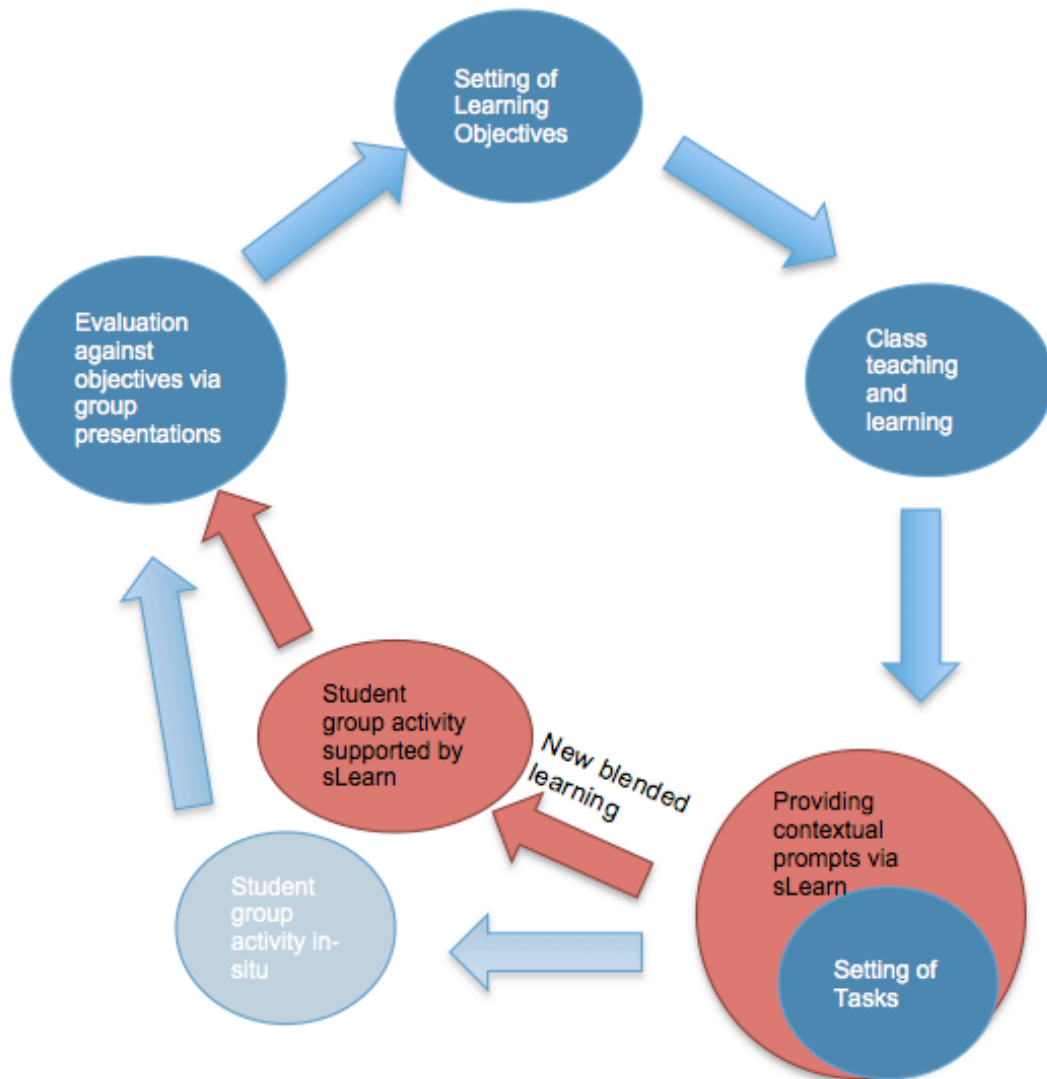 Setting of
Learning
Objectives
Class
teaching
and
learning
Providing
contextual
prompts via
sLearn
Setting of
Tasks
New blended
learning
Student
group activity
supported by
sLearn
Student
group
activity in-
situ
Evaluation
against
objectives via
group
presentations